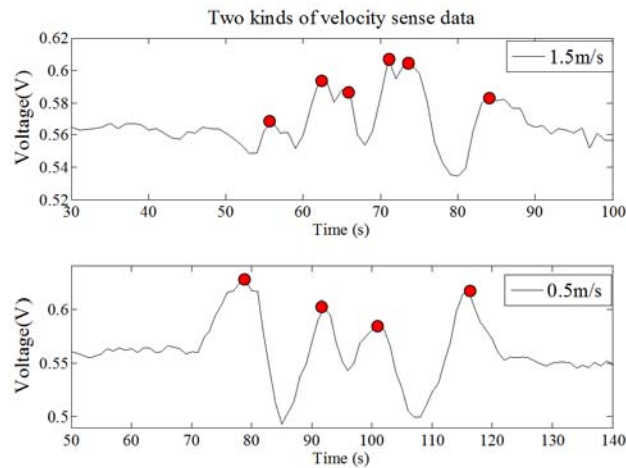 Two kinds of velocity sense data
0.62
0.6
0.58
0.56
0.54
0.52
Voltage(V)
1.5m/s
30 40 50 60 70 80 90 100
Time (s)
0.6
0.55
0.5
Voltage(V)
0.5m/s
50 60 70 80 90 100 110 120 130 140
Time (s)